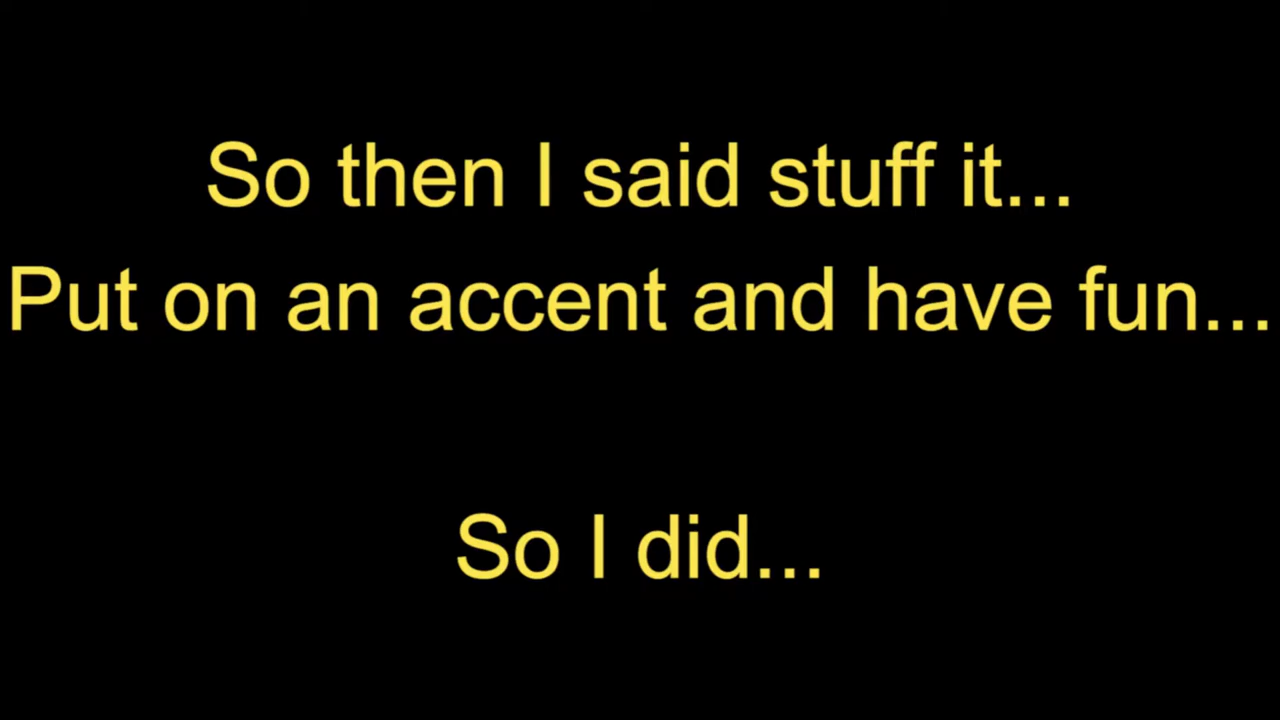 So then I said stuff it...
Put on an accent and have fun...
So I did...